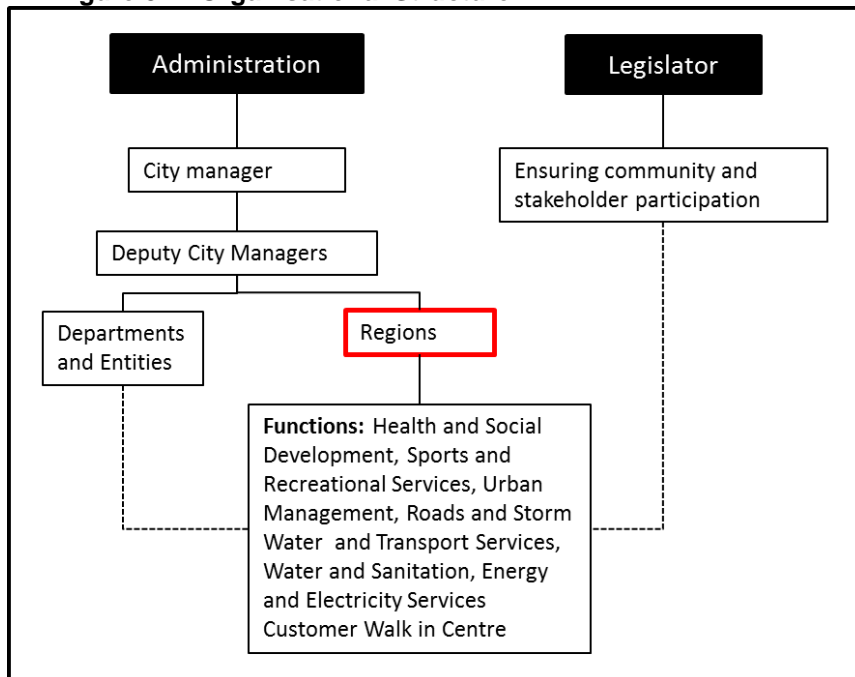 Administration
Legislator
City manager
Ensuring community and
stakeholder participation
Deputy City Managers
Departments
and Entities
Regions
Functions: Health and Social
Development, Sports and
Recreational Services, Urban
Management, Roads and Storm
Water and Transport Services,
Water and Sanitation, Energy
and Electricity Services
Customer Walk in Centre